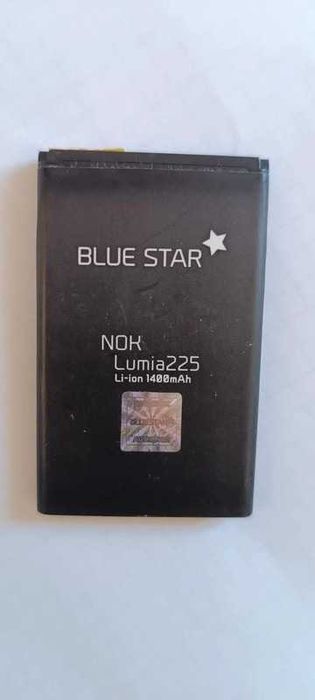 BLUE STAR
NOK
Lumia225
Li-ion 1400mAh